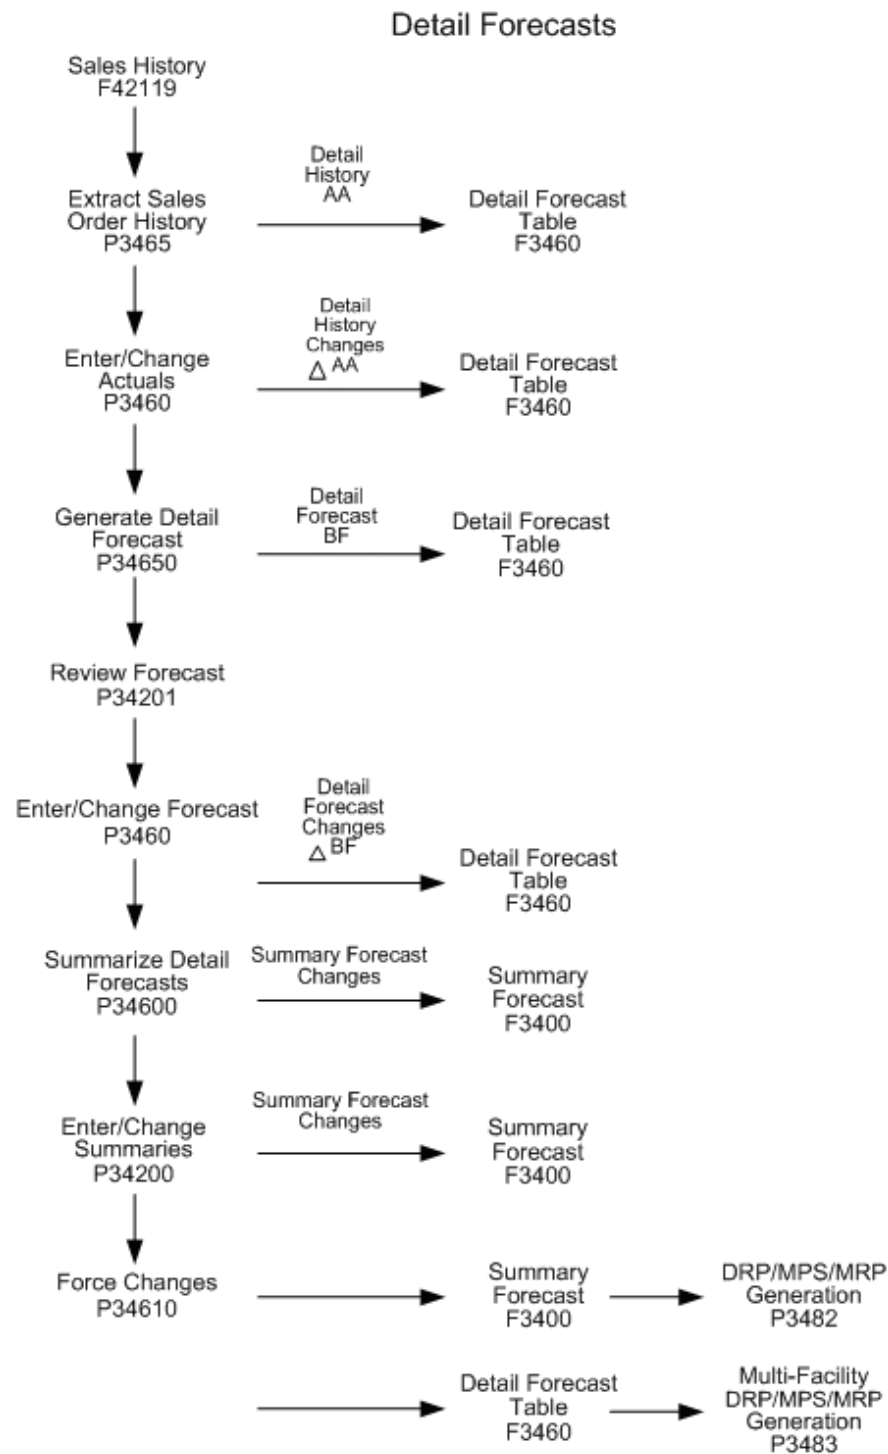 Detail Forecasts
Sales History
F42119
Detail
History
AA
Extract Sales
Order History
P3465
Detail Forecast
Table
F3460
Detail
History
Changes
△ AA
Enter/Change
Actuals
P3460
Detail Forecast
Table
F3460
Detail
Forecast
BF
Generate Detail
Forecast
P34650
Detail Forecast
Table
F3460
Review Forecast
P34201
Enter/Change Forecast
P3460
Detail
Forecast
Changes
△ BF
Detail Forecast
Table
F3460
Summarize Detail
Forecasts
P34600
Summary Forecast
Changes
Summary
Forecast
F3400
Enter/Change
Summaries
P34200
Summary Forecast
Changes
Summary
Forecast
F3400
Force Changes
P34610
Summary
Forecast
F3400
DRP/MPS/MRP
Generation
P3482
Detail Forecast
Table
F3460
Multi-Facility
DRP/MPS/MRP
Generation
P3483